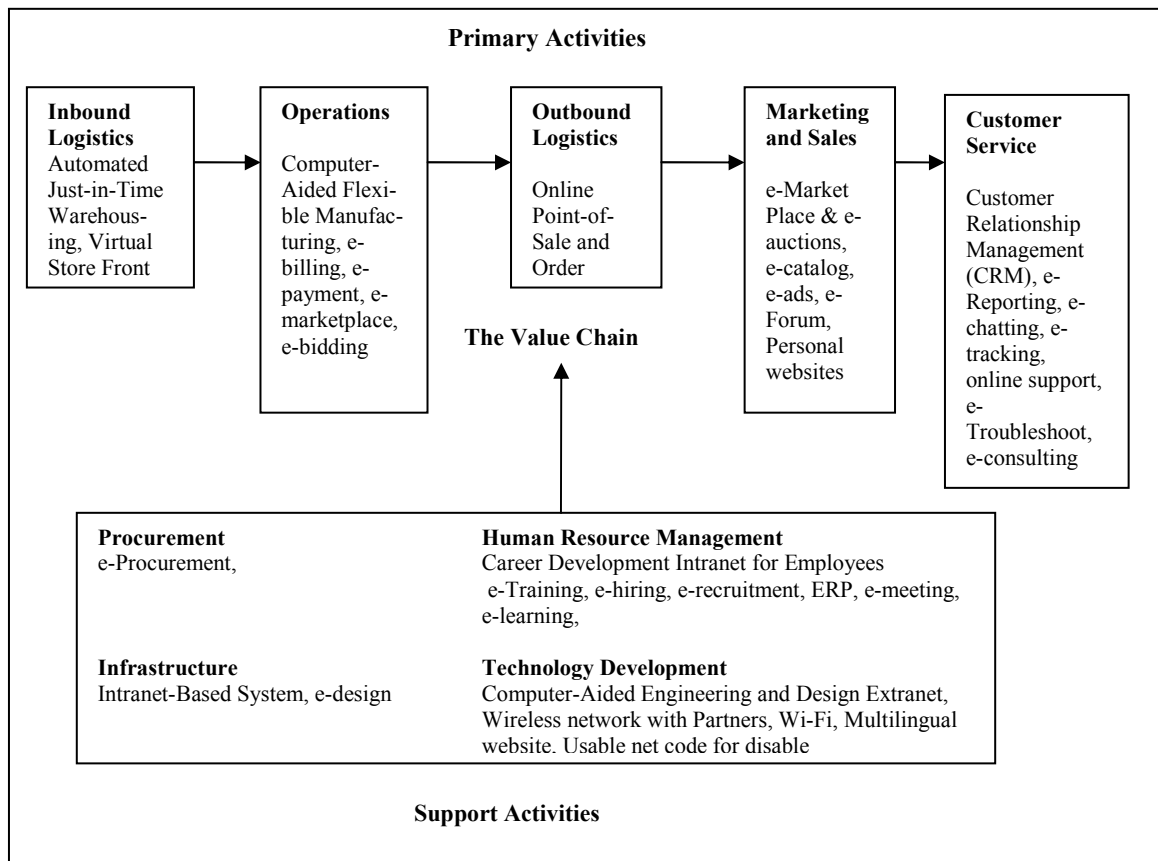 Primary Activities
Inbound
Logistics
Automated
Just-in-Time
Warehous-
ing, Virtual
Store Front
Operations
Computer-
Aided Flexi-
ble Manufac-
turing, e-
billing, e-
payment, e-
marketplace,
e-bidding
Outbound
Logistics
Online
Point-of-
Sale and
Order
Marketing
and Sales
e-Market
Place & e-
auctions,
e-catalog,
e-ads, e-
Forum,
Personal
websites
Customer
Service
Customer
Relationship
Management
(CRM), e-
Reporting, e-
chatting, e-
tracking,
online support,
e-
Troubleshoot,
e-consulting
The Value Chain
Procurement
e-Procurement,
Human Resource Management
Career Development Intranet for Employees
e-Training, e-hiring, e-recruitment, ERP, e-meeting,
e-learning,
Infrastructure
Intranet-Based System, e-design
Technology Development
Computer-Aided Engineering and Design Extranet,
Wireless network with Partners, Wi-Fi, Multilingual
website. Usable net code for disable
Support Activities